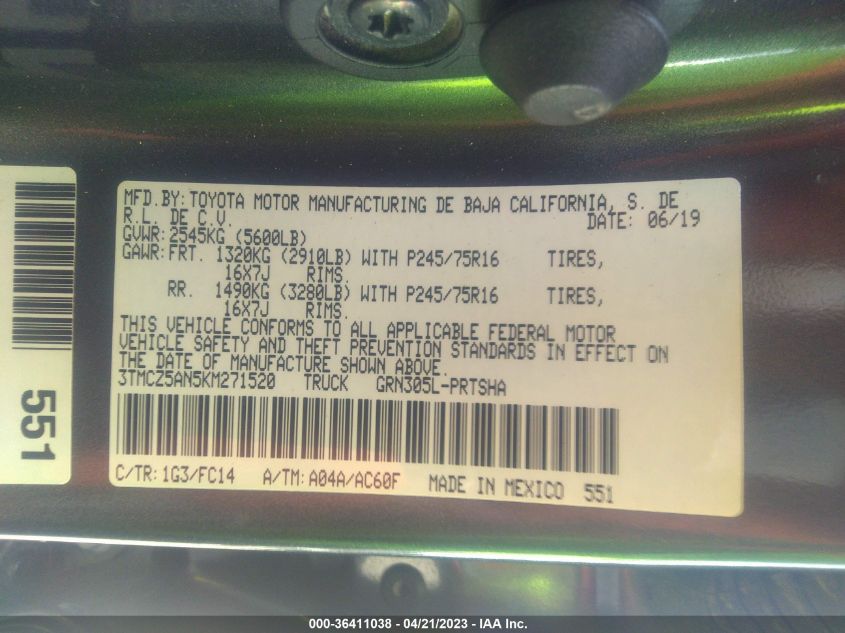 MFD.BY: TOYOTA MOTOR MANUFACTURING DE BAJA CALIFORNIA, S. DE
R.L. DE C.V. DATE: 06/19
GVWR: 2545KG (5600LB)
GAWR: FRT. 1320KG (2910LB) WITH P245/75R16 TIRES,
16X7J RIMS.
RR. 1490KG (3280LB) WITH P245/75R16 TIRES,
16X7J RIMS.
THIS VEHICLE CONFORMS TO ALL APPLICABLE FEDERAL MOTOR
VEHICLE SAFETY AND THEFT PREVENTION STANDARDS IN EFFECT ON
THE DATE OF MANUFACTURE SHOWN ABOVE.
3TMCZ5AN5KM271520 TRUCK GRN305L-PRTSHA
C/TR: 1G3/FC14 A/TM: A04A/AC60F MADE IN MEXICO 551
551
000-36411038 - 04/21/2023 - IAA Inc.